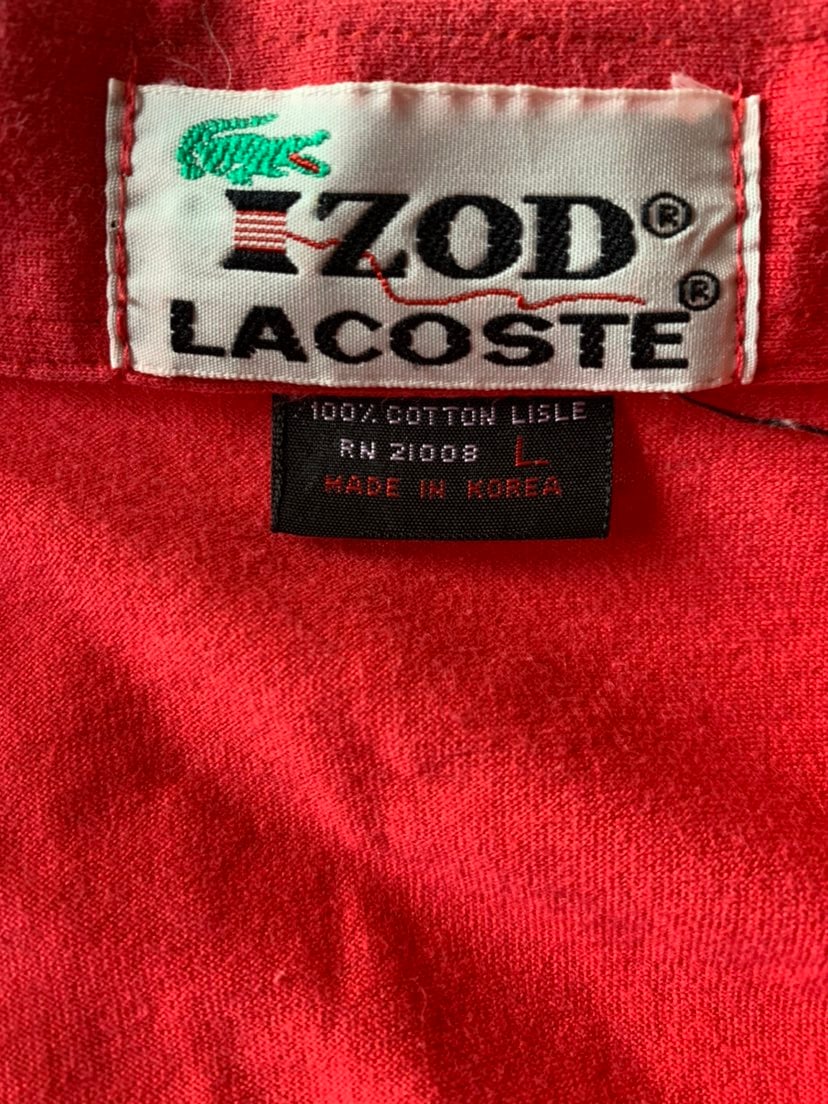 IZOD®
LACOSTE®
100% COTTON LISLE
RN 21008 L
MADE IN KOREA